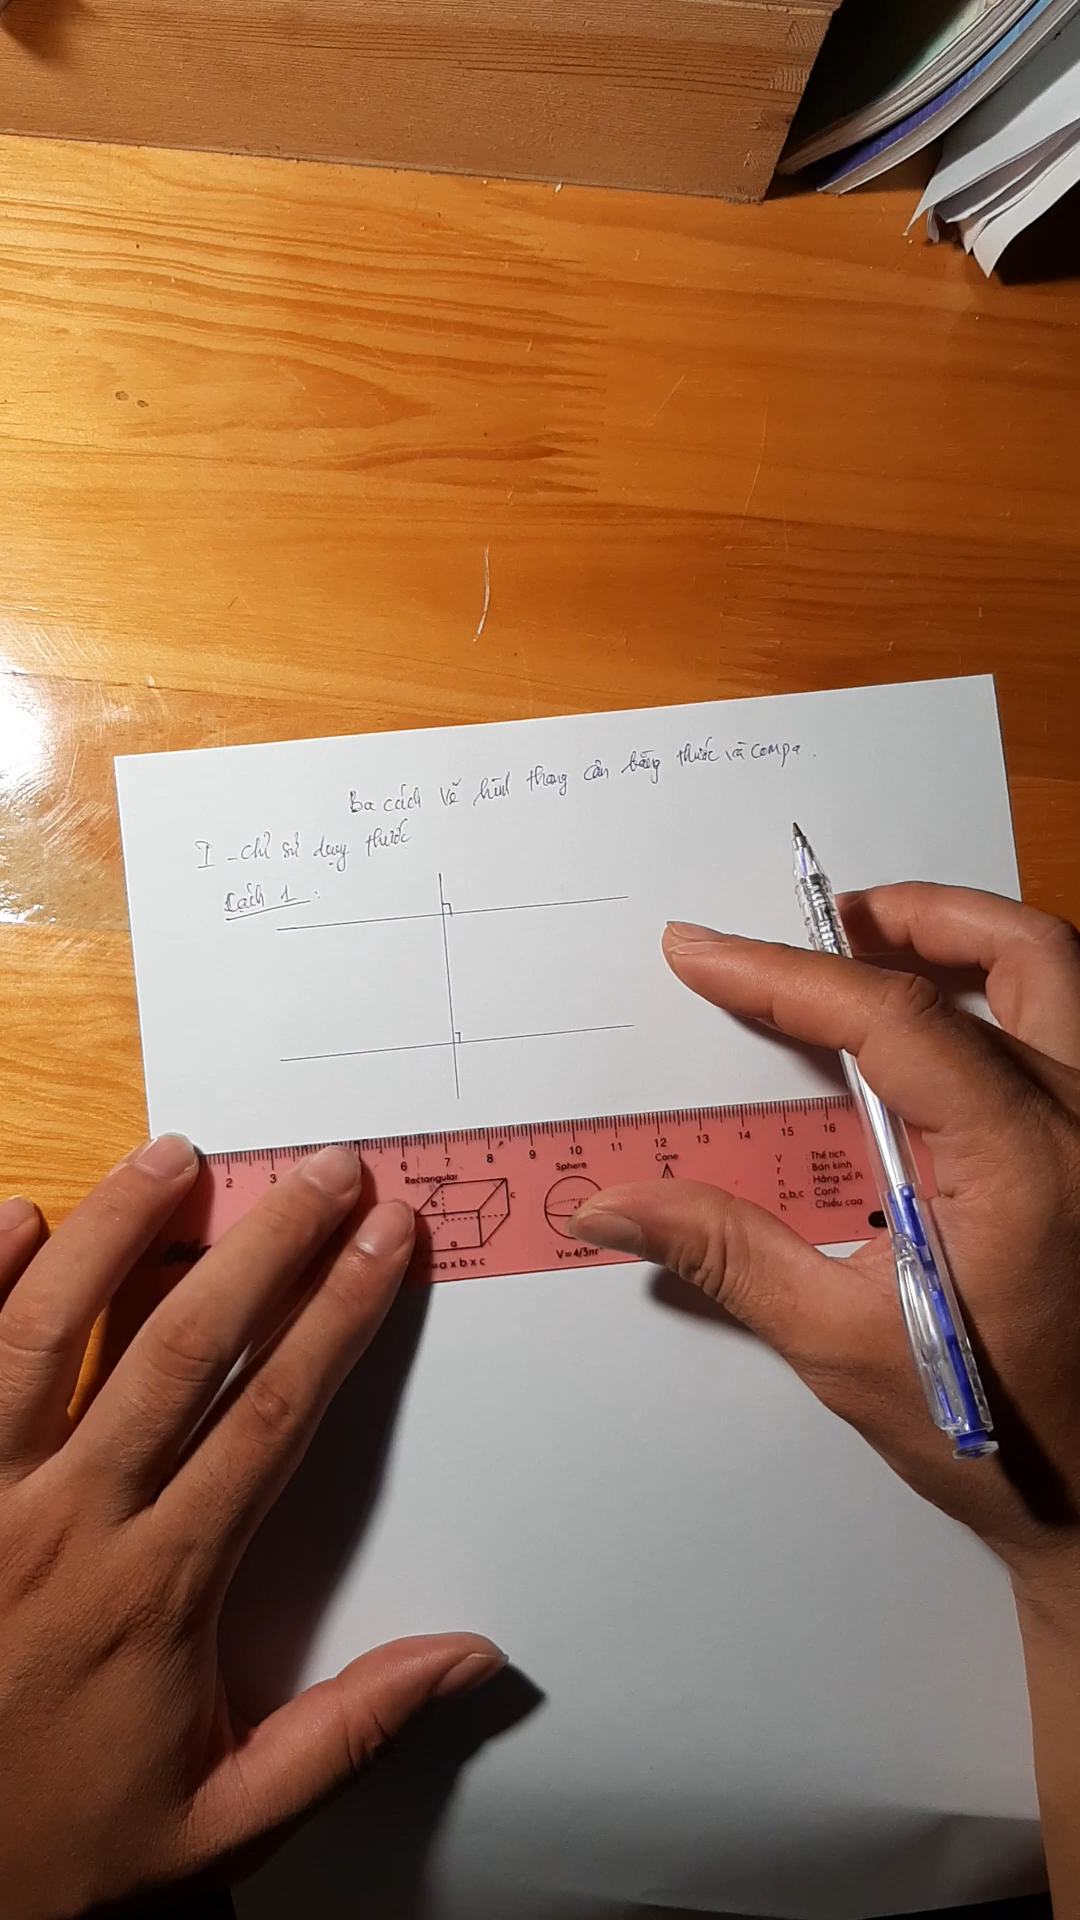 Ba cách vẽ hình thang cân bằng thước và compa.
I - chỉ sử dụng thước
Cách 1:
2 3 6 7 8 9 10 11 12 13 14 15 16
Rectangular
Sphere
Cone
b
c
a
r
V=a x b x c
V=4/3πr
V : Thể tích
r : Bán kính
π : Hằng số Pi
a,b,c : Cạnh
h : Chiều cao